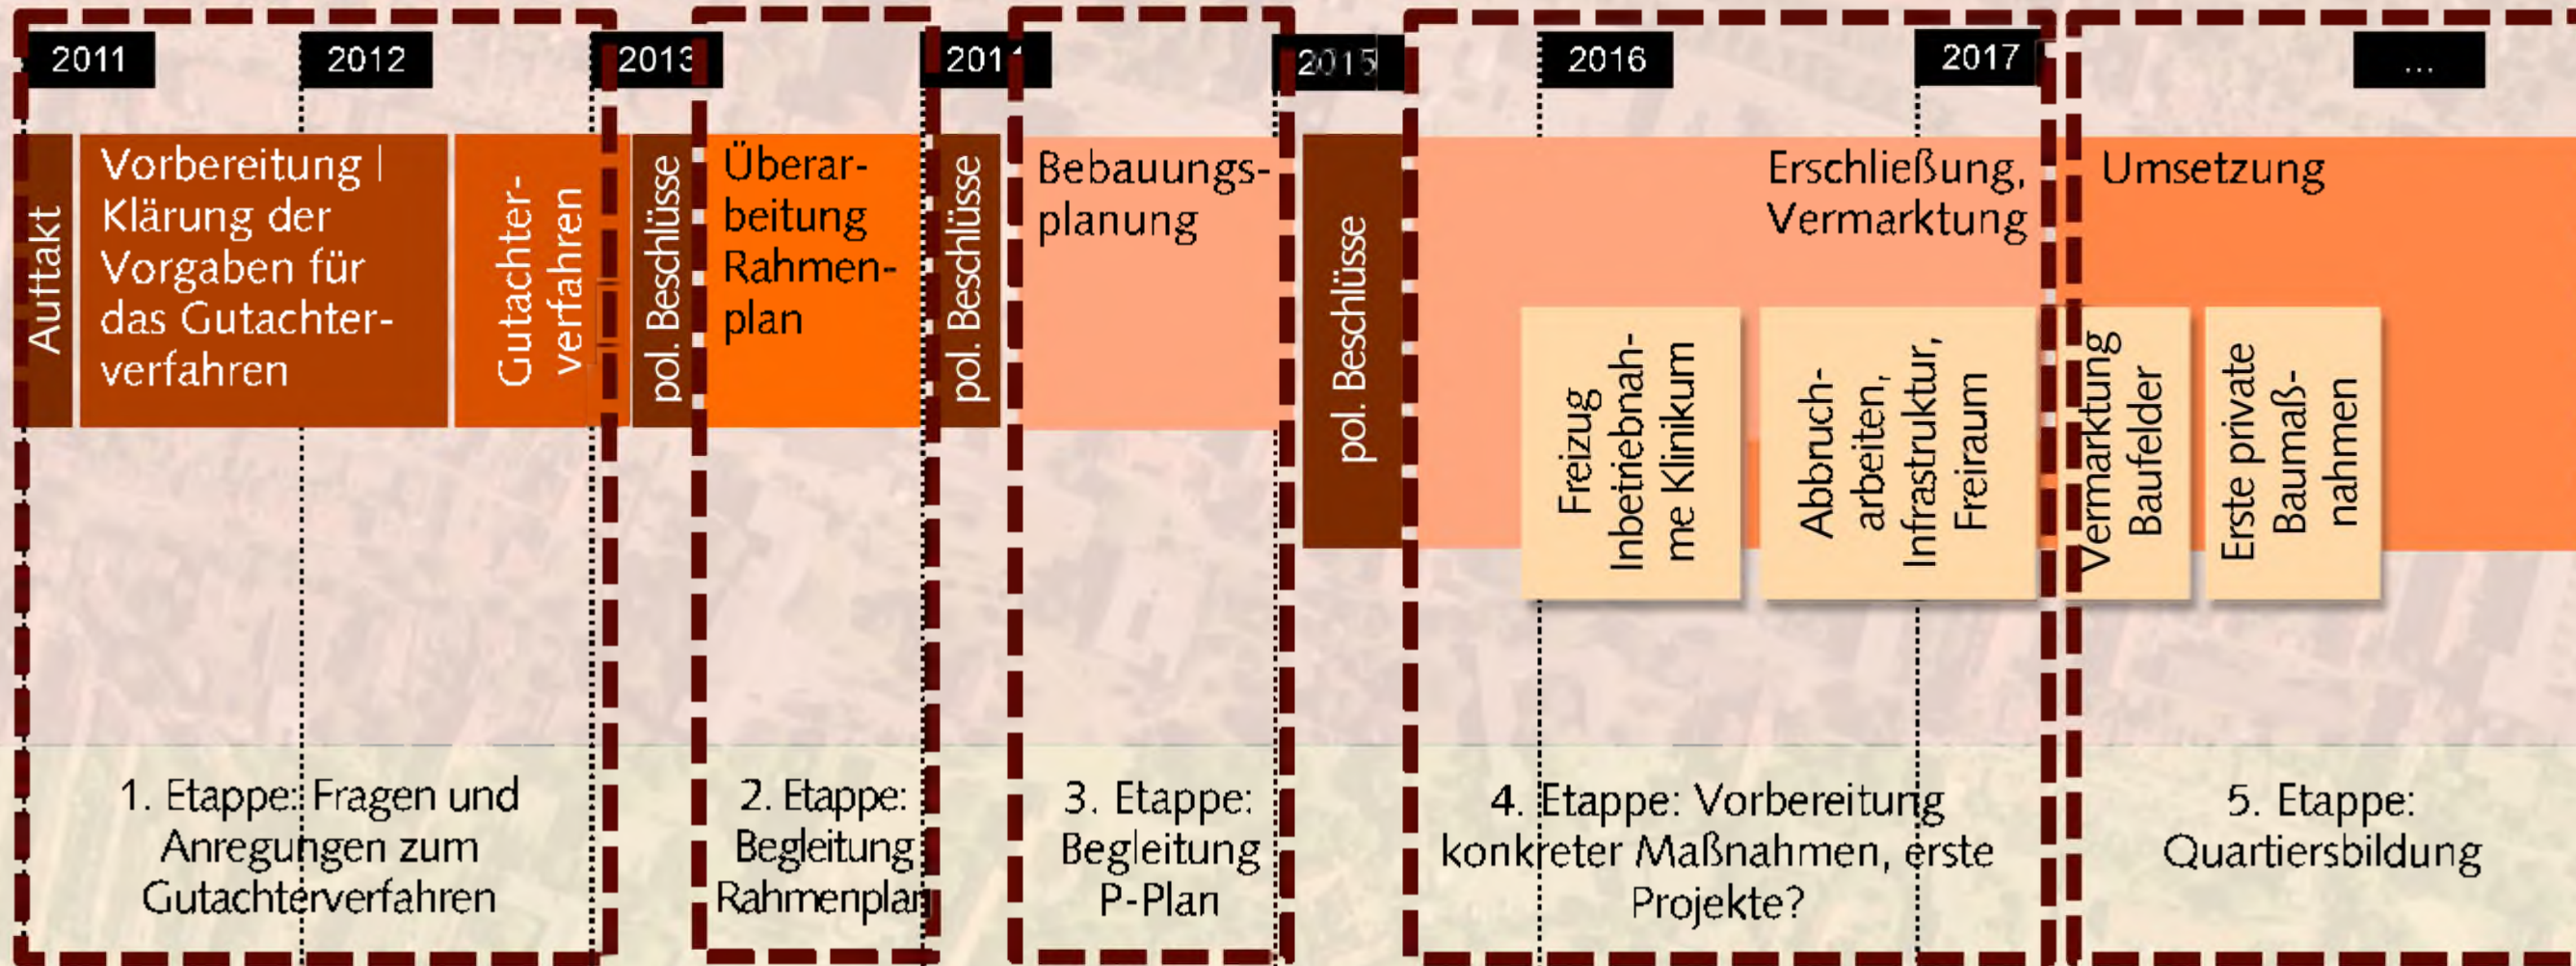 2011
2012
2013
2015
2016
2017
...
Auftakt
Vorbereitung |
Klärung der
Vorgaben für
das Gutachter-
verfahren
Gutachter-
verfahren
pol. Beschlüsse
Überar-
beitung
Rahmen-
plan
pol. Beschlüsse
Bebauungs-
planung
pol. Beschlüsse
Erschließung,
Vermarktung
Umsetzung
Freizug
Inbetriebnah-
me Klinikum
Abbruch-
arbeiten,
Infrastruktur,
Freiraum
Vermarktung
Baufelder
Erste private
Baumaß-
nahmen
1. Etappe: Fragen und
Anregungen zum
Gutachterverfahren
2. Etappe:
Begleitung
Rahmenplan
3. Etappe:
Begleitung
P-Plan
4. Etappe: Vorbereitung
konkreter Maßnahmen, erste
Projekte?
5. Etappe:
Quartiersbildung